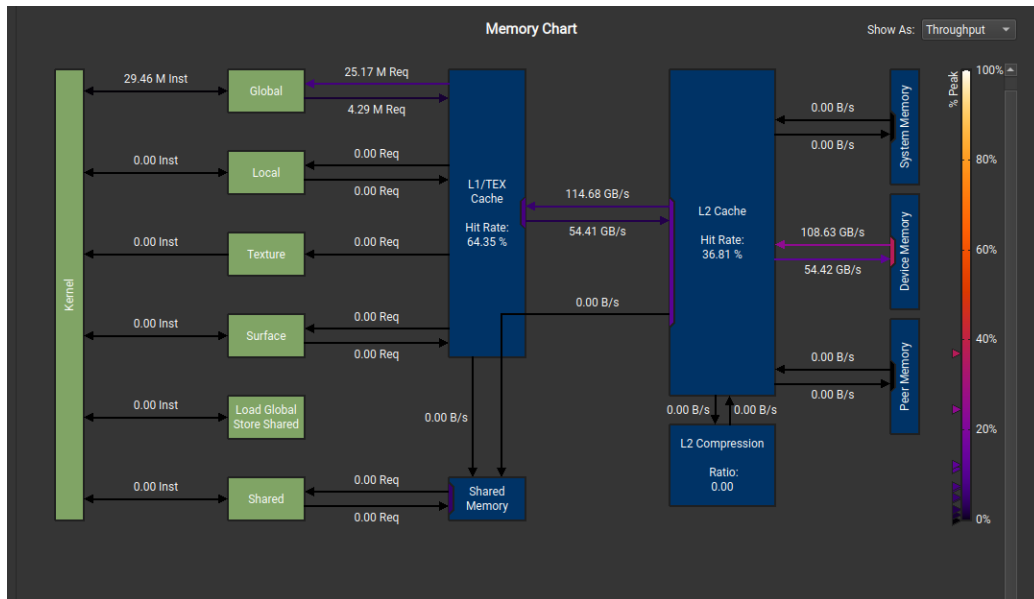 Memory Chart
Show As: Throughput
29.46 M Inst
Global
25.17 M Req
4.29 M Req
0.00 Inst
Local
0.00 Req
0.00 Req
0.00 Inst
Texture
0.00 Req
0.00 Inst
Surface
0.00 Req
0.00 Req
0.00 Inst
Load Global
Store Shared
0.00 Inst
Shared
0.00 Req
0.00 Req
Kernel
L1/TEX
Cache
Hit Rate:
64.35 %
114.68 GB/s
54.41 GB/s
0.00 B/s
0.00 B/s
Shared
Memory
L2 Cache
Hit Rate:
36.81 %
0.00 B/s
0.00 B/s
L2 Compression
Ratio:
0.00
0.00 B/s
0.00 B/s
System Memory
108.63 GB/s
54.42 GB/s
Device Memory
0.00 B/s
0.00 B/s
Peer Memory
% Peak
100%
80%
60%
40%
20%
0%